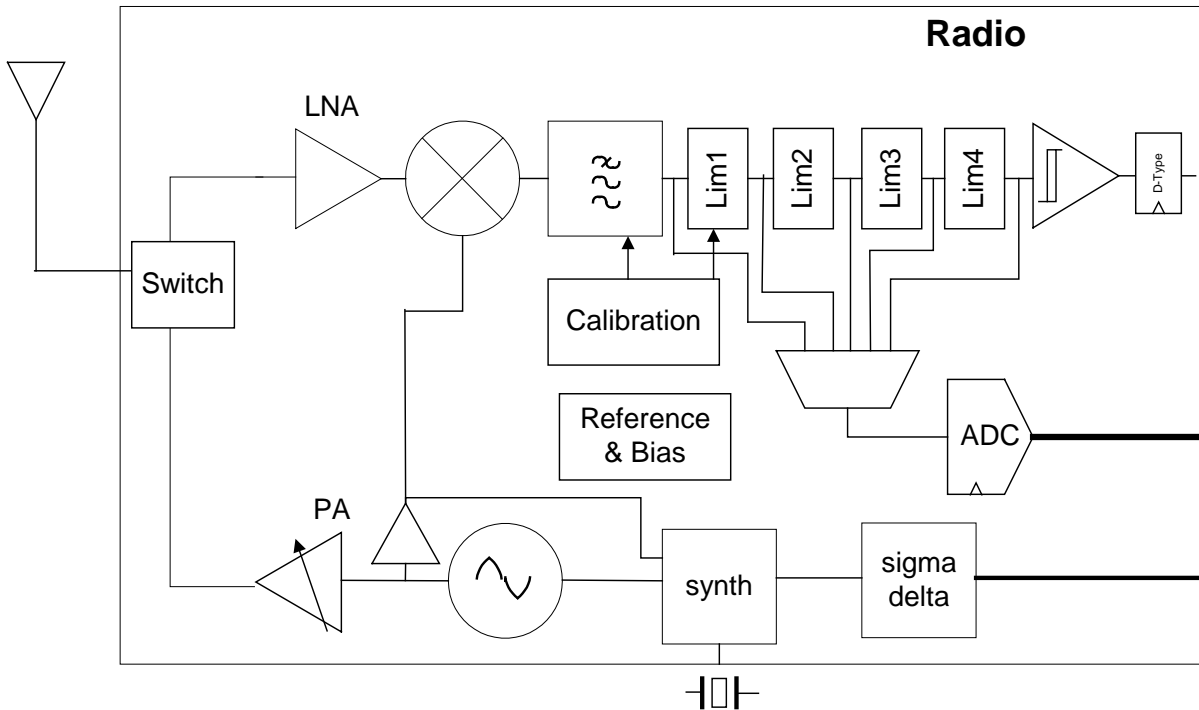 Radio
LNA
Lim1
Lim2
Lim3
Lim4
D-Type
Switch
Calibration
Reference
& Bias
ADC
PA
synth
sigma
delta